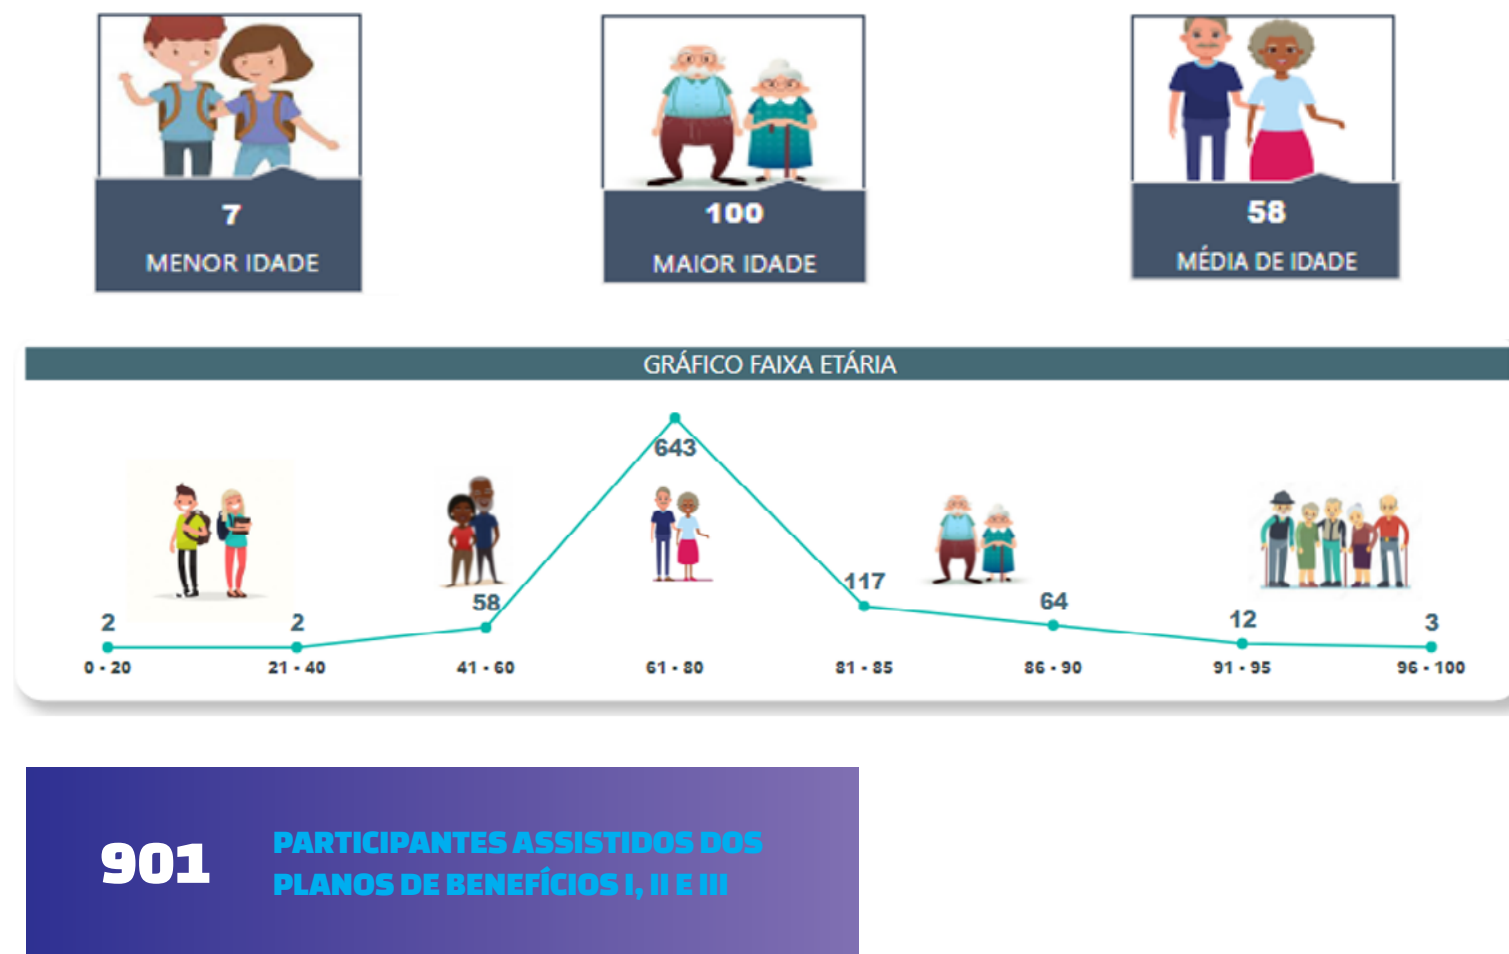 7
MENOR IDADE
100
MAIOR IDADE
58
MÉDIA DE IDADE
GRÁFICO FAIXA ETÁRIA
2
2
58
643
117
64
12
3
0 - 20
21 - 40
41 - 60
61 - 80
81 - 85
86 - 90
91 - 95
96 - 100
901
PARTICIPANTES ASSISTIDOS DOS
PLANOS DE BENEFÍCIOS I, II E III